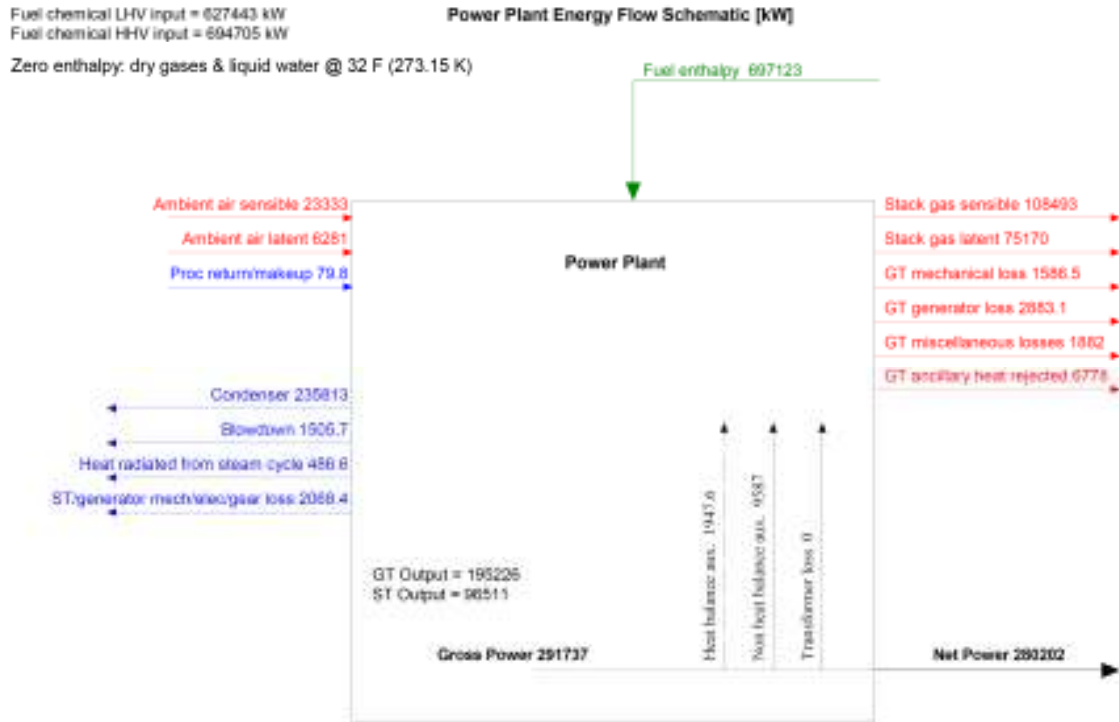 Fuel chemical LHV input = 627443 kW
Fuel chemical HHV input = 694705 kW
Power Plant Energy Flow Schematic [kW]
Zero enthalpy: dry gases & liquid water @ 32 F (273.15 K)
Fuel enthalpy 697123
Ambient air sensible 23333
Ambient air latent 6281
Proc return/makeup 79.8
Power Plant
Stack gas sensible 108493
Stack gas latent 75170
GT mechanical loss 1586.5
GT generator loss 2883.1
GT miscellaneous losses 1882
GT ancillary heat rejected 6778
Condenser 235813
Blowdown 1505.7
Heat radiated from steam cycle 456.6
ST/generator mech/elec/gear loss 2068.4
Heat balance aux. 1947.6
Non heat balance aux. 9587
Transformer loss 0
GT Output = 195226
ST Output = 96511
Gross Power 291737
Net Power 280202